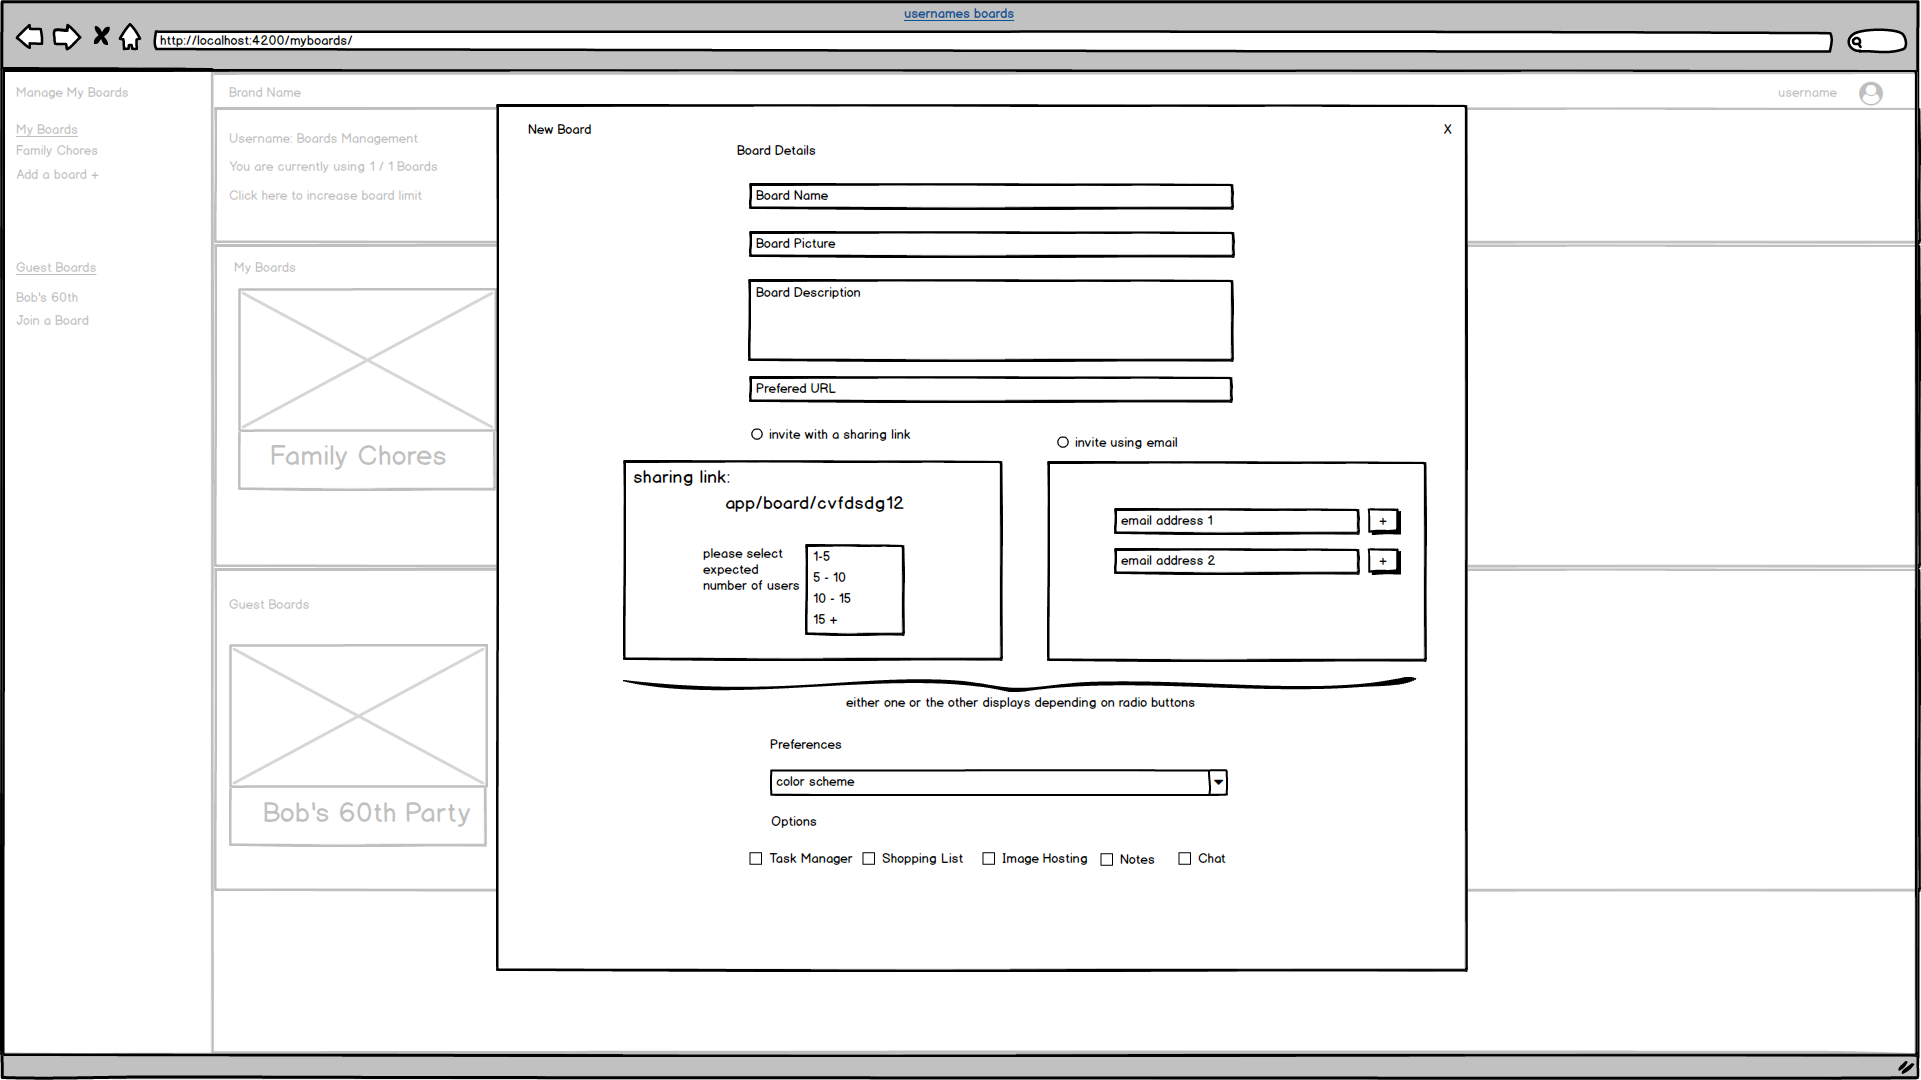 usernames boards
http://localhost:4200/myboards/
Manage My Boards
My Boards
Family Chores
Add a board +
Guest Boards
Bob's 60th
Join a Board
Brand Name
username
Username: Boards Management
You are currently using 1 / 1 Boards
Click here to increase board limit
My Boards
Family Chores
Guest Boards
Bob's 60th Party
New Board
X
Board Details
Board Name
Board Picture
Board Description
Prefered URL
invite with a sharing link
invite using email
sharing link:
app/board/cvfdsdg12
please select
expected
number of users
1-5
5 - 10
10 - 15
15 +
email address 1
+
email address 2
+
either one or the other displays depending on radio buttons
Preferences
color scheme
Options
Task Manager
Shopping List
Image Hosting
Notes
Chat